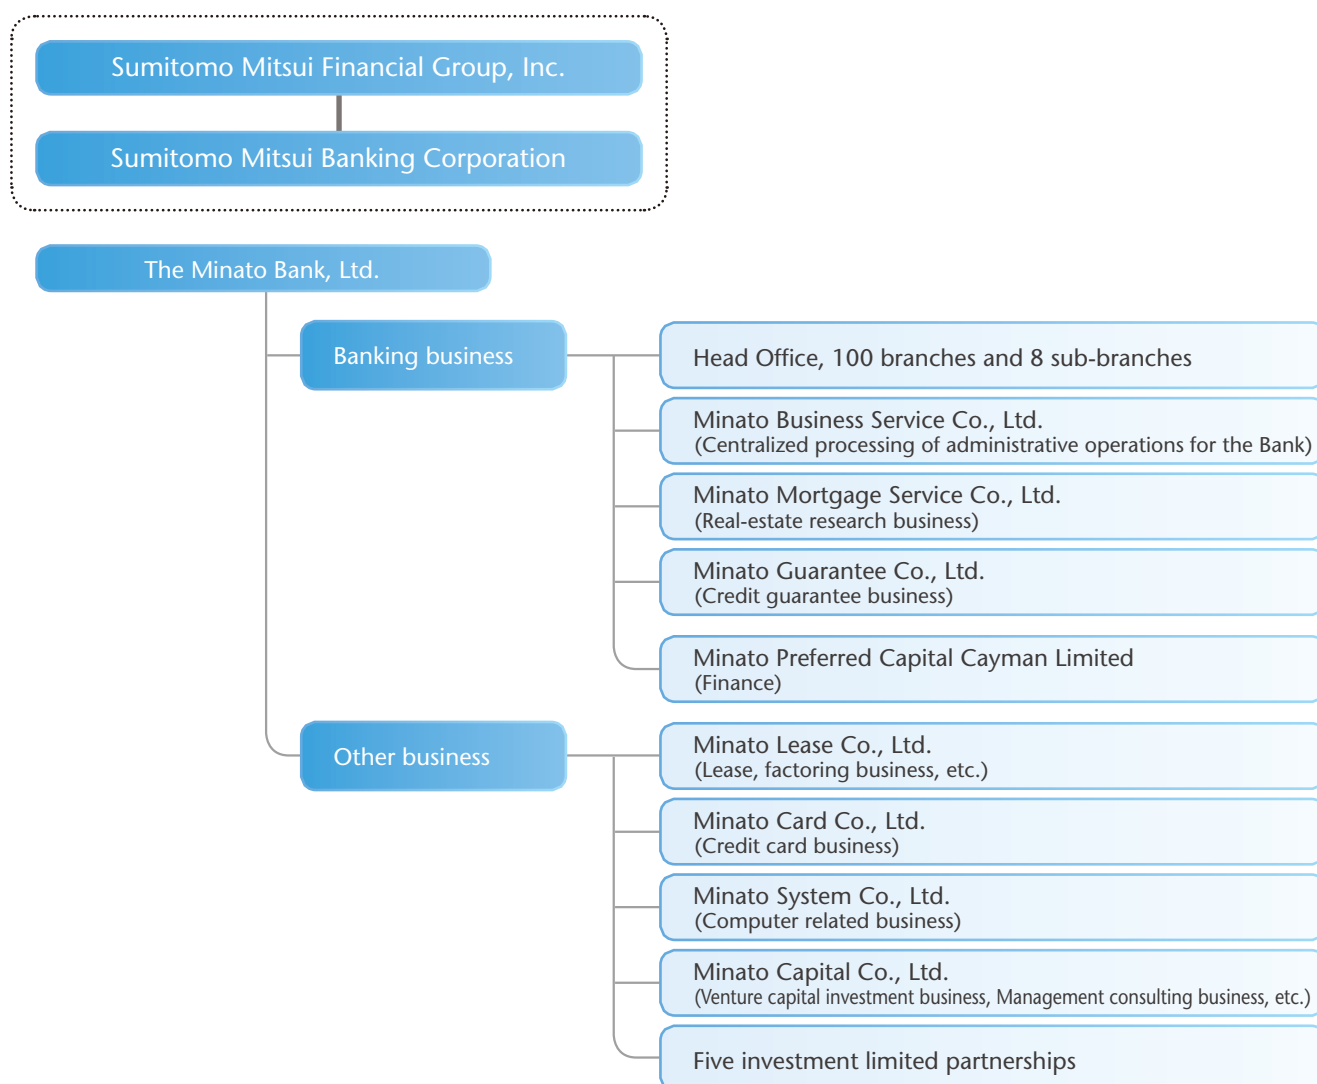 Sumitomo Mitsui Financial Group, Inc.
Sumitomo Mitsui Banking Corporation
The Minato Bank, Ltd.
Banking business
Head Office, 100 branches and 8 sub-branches
Minato Business Service Co., Ltd.
(Centralized processing of administrative operations for the Bank)
Minato Mortgage Service Co., Ltd.
(Real-estate research business)
Minato Guarantee Co., Ltd.
(Credit guarantee business)
Minato Preferred Capital Cayman Limited
(Finance)
Other business
Minato Lease Co., Ltd.
(Lease, factoring business, etc.)
Minato Card Co., Ltd.
(Credit card business)
Minato System Co., Ltd.
(Computer related business)
Minato Capital Co., Ltd.
(Venture capital investment business, Management consulting business, etc.)
Five investment limited partnerships